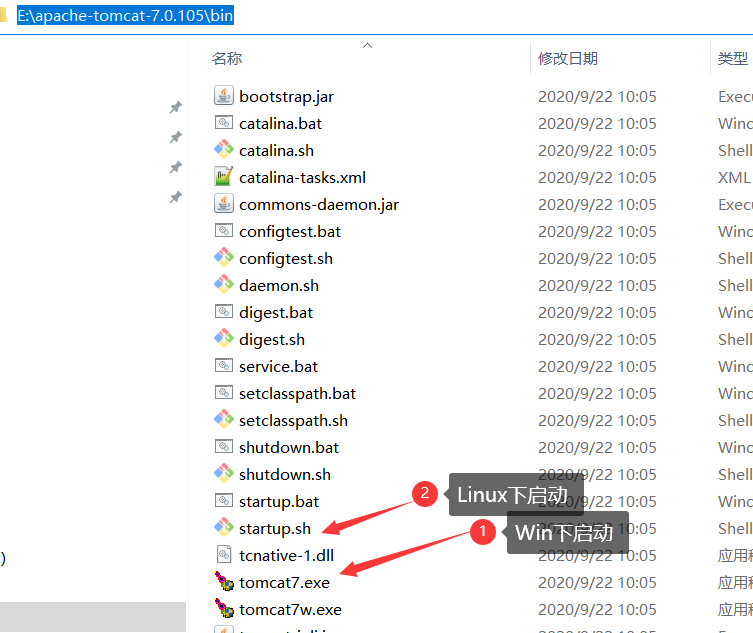 E:\apache-tomcat-7.0.105\bin
名称 修改日期 类型
bootstrap.jar 2020/9/22 10:05 Exec
catalina.bat 2020/9/22 10:05 Wind
catalina.sh 2020/9/22 10:05 Shell
catalina-tasks.xml 2020/9/22 10:05 XML
commons-daemon.jar 2020/9/22 10:05 Exec
configtest.bat 2020/9/22 10:05 Wind
configtest.sh 2020/9/22 10:05 Shell
daemon.sh 2020/9/22 10:05 Shell
digest.bat 2020/9/22 10:05 Wind
digest.sh 2020/9/22 10:05 Shell
service.bat 2020/9/22 10:05 Wind
setclasspath.bat 2020/9/22 10:05 Wind
setclasspath.sh 2020/9/22 10:05 Shell
shutdown.bat 2020/9/22 10:05 Wind
shutdown.sh 2020/9/22 10:05 Shell
2 Linux下启动
startup.bat 2020/9/22 10:05 Wind
startup.sh 2020/9/22 10:05 Shell
1 Win下启动
) tcnative-1.dll 2020/9/22 10:05 应用程
tomcat7.exe 2020/9/22 10:05 应用程
tomcat7w.exe 2020/9/22 10:05 应用程